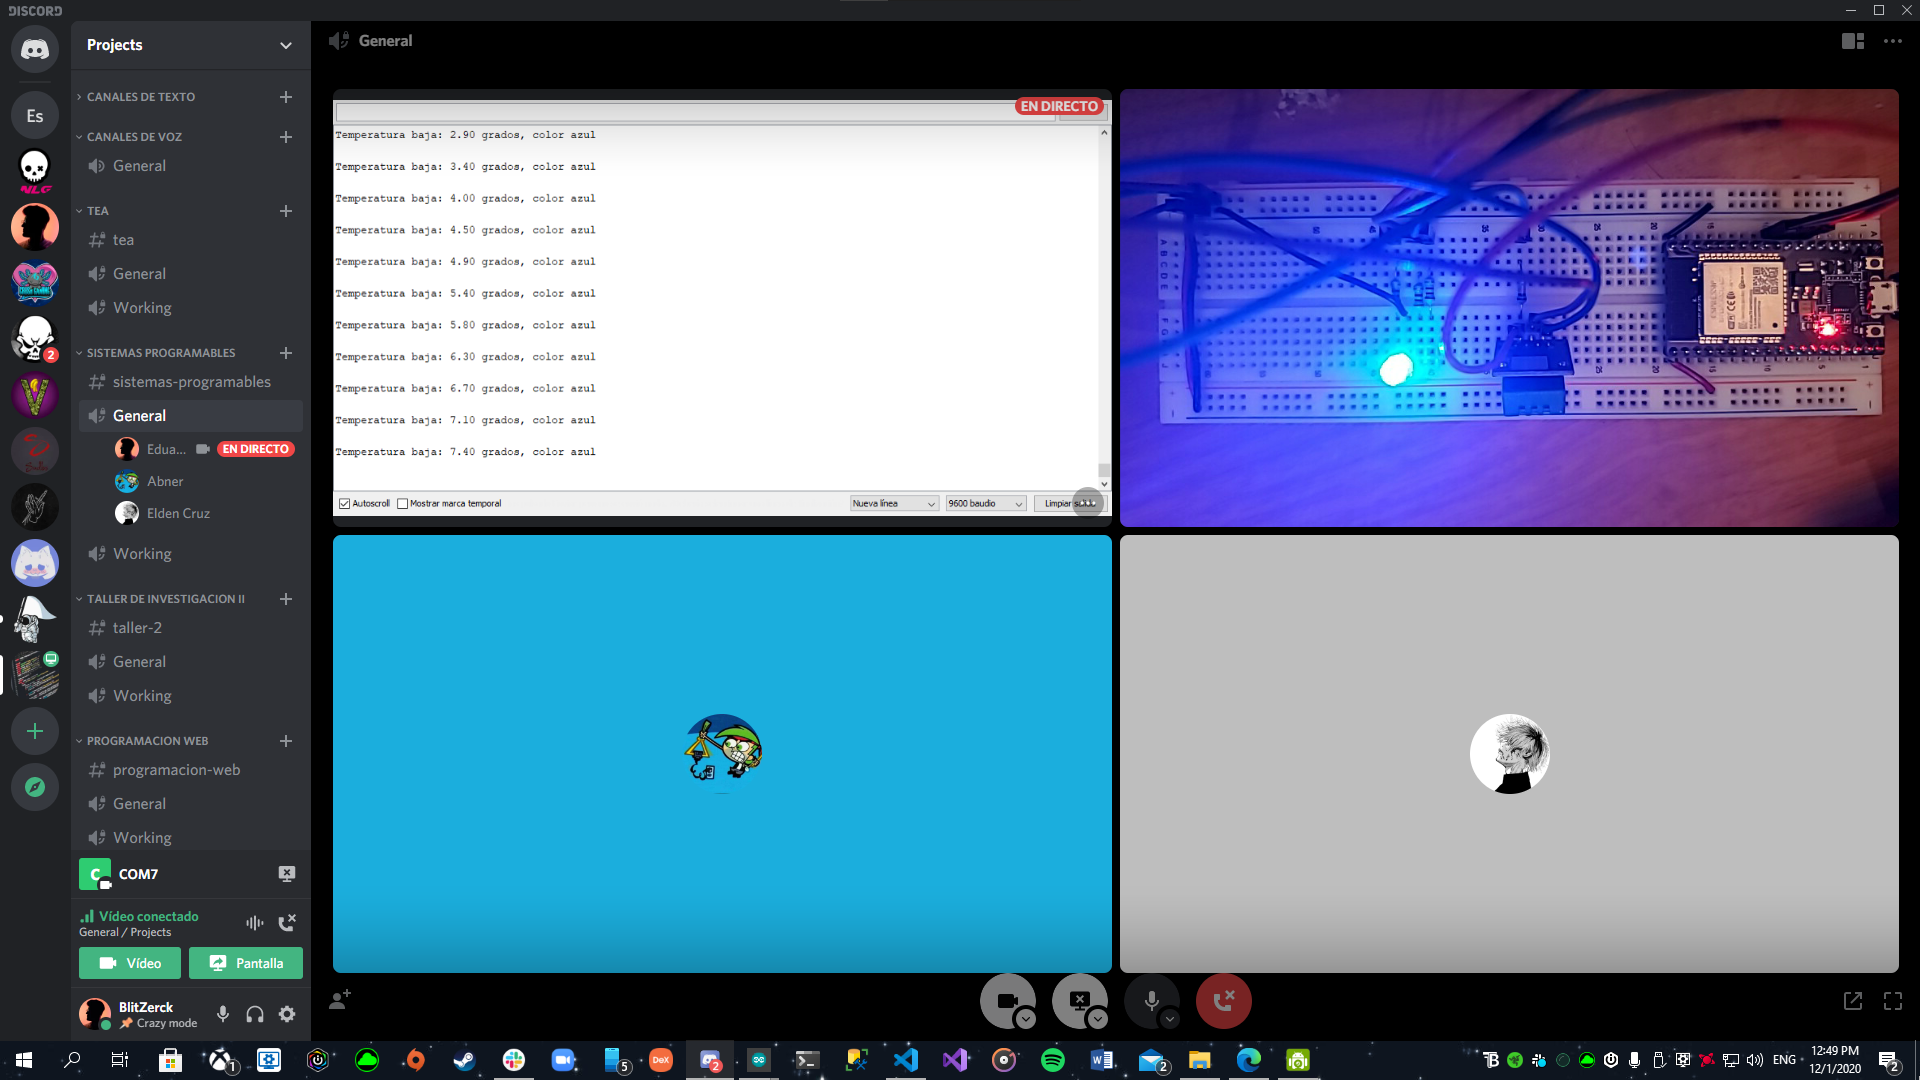 DISCORD
Projects
General
CANALES DE TEXTO
CANALES DE VOZ
General
TEA
tea
General
Working
SISTEMAS PROGRAMABLES
sistemas-programables
General
Edua... EN DIRECTO
Abner
Elden Cruz
Working
TALLER DE INVESTIGACION II
taller-2
General
Working
PROGRAMACION WEB
programacion-web
General
Working
C COM7
Vídeo conectado
General / Projects
Vídeo Pantalla
BlitZerck
Crazy mode
Es
NLG
2
EN DIRECTO
Temperatura baja: 2.90 grados, color azul
Temperatura baja: 3.40 grados, color azul
Temperatura baja: 4.00 grados, color azul
Temperatura baja: 4.50 grados, color azul
Temperatura baja: 4.90 grados, color azul
Temperatura baja: 5.40 grados, color azul
Temperatura baja: 5.80 grados, color azul
Temperatura baja: 6.30 grados, color azul
Temperatura baja: 6.70 grados, color azul
Temperatura baja: 7.10 grados, color azul
Temperatura baja: 7.40 grados, color azul
Autoscroll Mostrar marca temporal Nueva línea 9600 baudio Limpiar
1 5 DeX 2 2
ENG 12:49 PM
12/1/2020 2